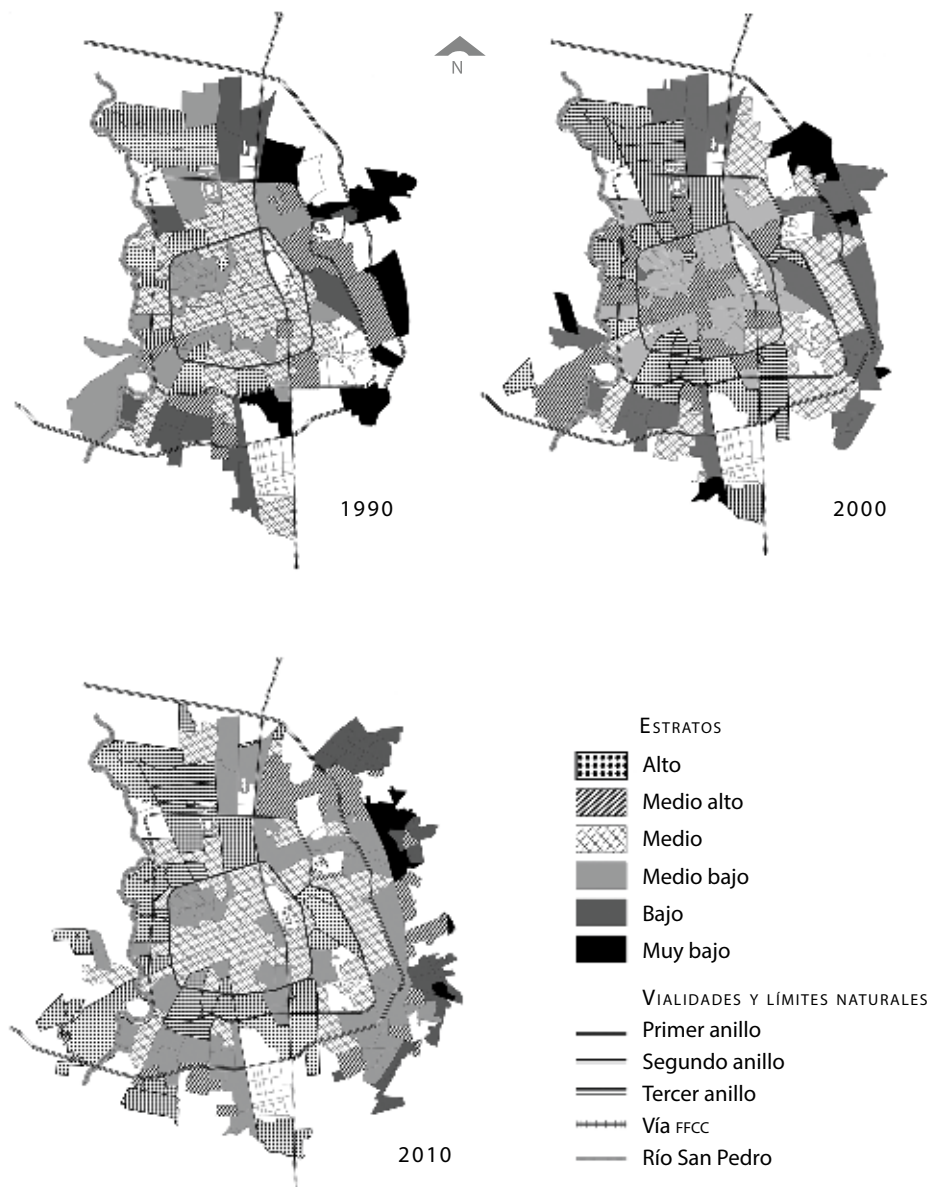 N
1990
2000
2010
Estratos
Alto
Medio alto
Medio
Medio bajo
Bajo
Muy bajo
Vialidades y límites naturales
Primer anillo
Segundo anillo
Tercer anillo
Vía FFCC
Río San Pedro